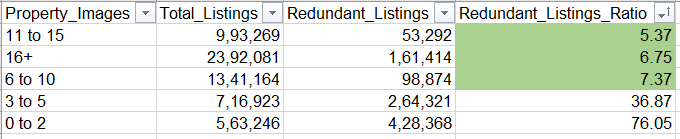 Property_Images Total_Listings Redundant_Listings Redundant_Listings_Ratio
11 to 15 9,93,269 53,292 5.37
16+ 23,92,081 1,61,414 6.75
6 to 10 13,41,164 98,874 7.37
3 to 5 7,16,923 2,64,321 36.87
0 to 2 5,63,246 4,28,368 76.05